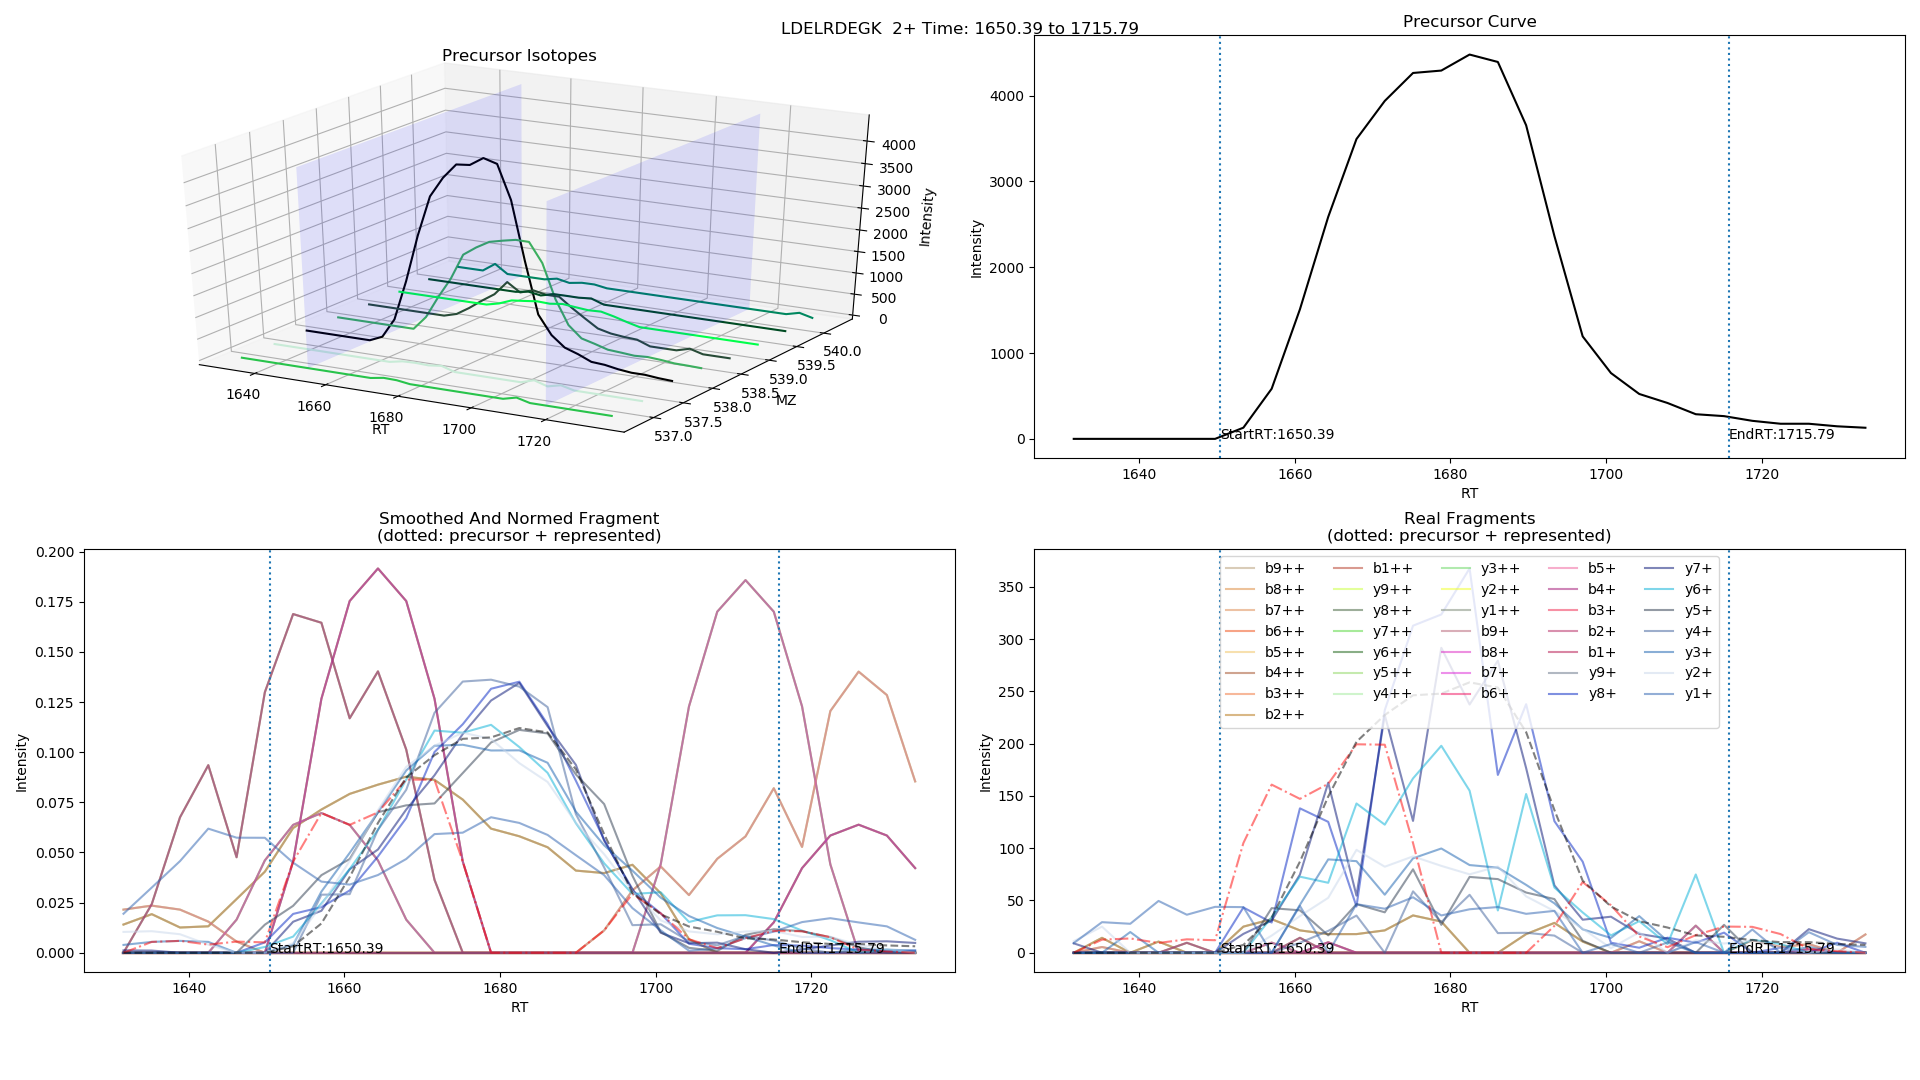 LDELRDEGK  2+ Time: 1650.39 to 1715.79
Precursor Isotopes
4000
3500
3000
2500
2000
1500
1000
500
0
Intensity
540.0
539.5
539.0
538.5
538.0
537.5
537.0
MZ
1640
1660
1680
1700
1720
RT
Precursor Curve
4000
3000
2000
1000
0
Intensity
StartRT:1650.39
EndRT:1715.79
1640 1660 1680 1700 1720
RT
Smoothed And Normed Fragment
(dotted: precursor + represented)
0.200
0.175
0.150
0.125
0.100
0.075
0.050
0.025
0.000
Intensity
StartRT:1650.39
EndRT:1715.79
1640 1660 1680 1700 1720
RT
Real Fragments
(dotted: precursor + represented)
350
300
250
200
150
100
50
0
Intensity
b9++ b1++ y3++ b5+ y7+
b8++ y9++ y2++ b4+ y6+
b7++ y8++ y1++ b3+ y5+
b6++ y7++ b9+ b2+ y4+
b5++ y6++ b8+ b1+ y3+
b4++ y5++ b7+ y9+ y2+
b3++ y4++ b6+ y8+ y1+
b2++
StartRT:1650.39
EndRT:1715.79
1640 1660 1680 1700 1720
RT